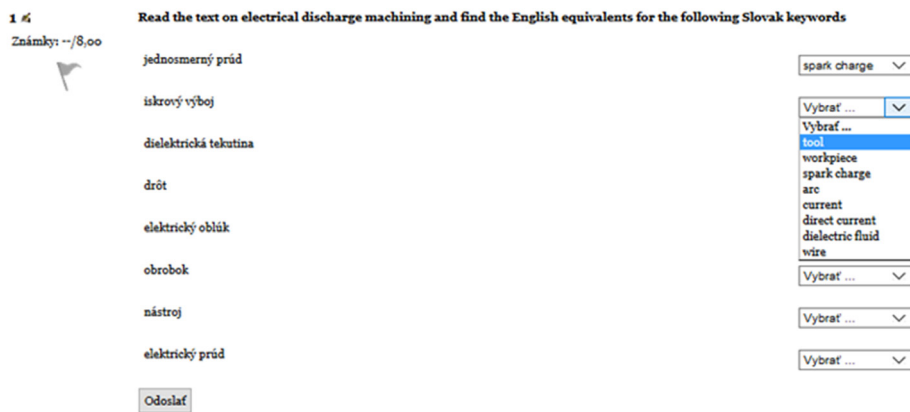 1
Známky: --/8,00
Read the text on electrical discharge machining and find the English equivalents for the following Slovak keywords
jednosmerný prúd
spark charge
iskrový výboj
Vybrať ...
dielektrická tekutina
drôt
elektrický oblúk
Vybrať ...
tool
workpiece
spark charge
arc
current
direct current
dielectric fluid
wire
obrobok
Vybrať ...
nástroj
Vybrať ...
elektrický prúd
Vybrať ...
Odoslať